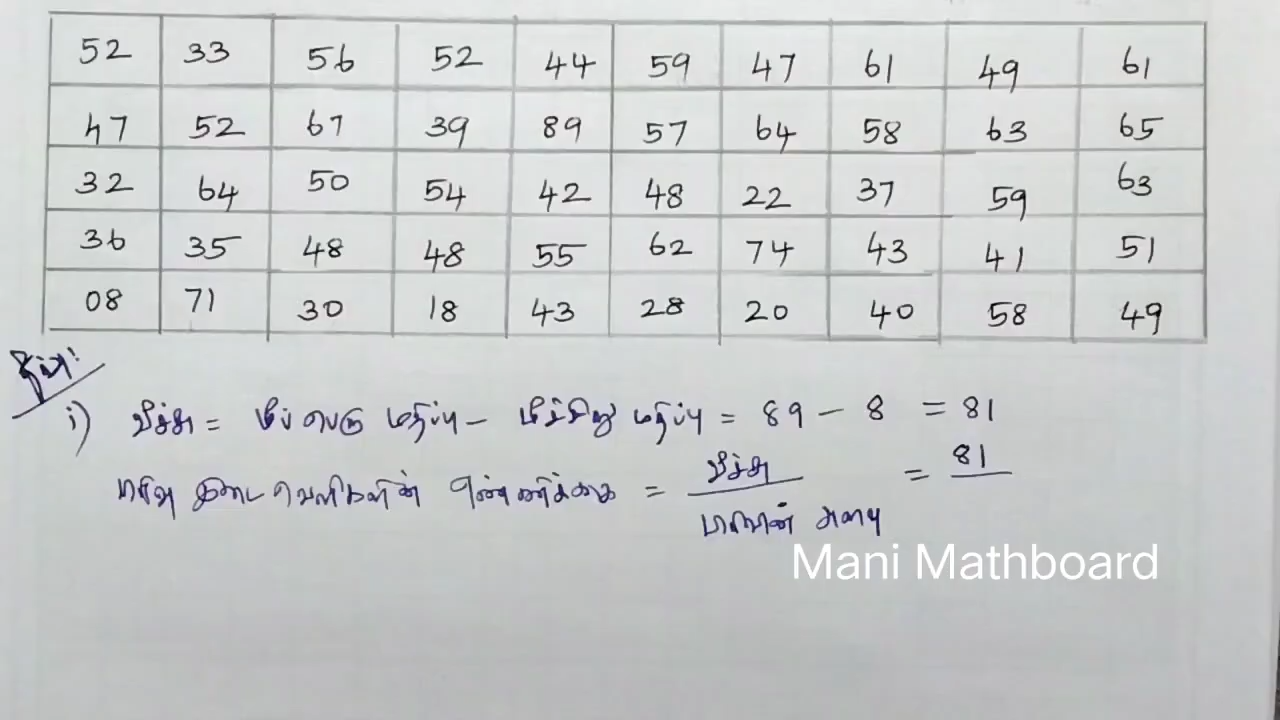 52 33 56 52 44 59 47 61 49 61
47 52 67 39 89 57 64 58 63 65
32 64 50 54 42 48 22 37 59 63
36 35 48 48 55 62 74 43 41 51
08 71 30 18 43 28 20 40 58 49
தீர்வு:
i) வீச்சு = மீப்பெரு மதிப்பு - மீச்சிறு மதிப்பு = 89 - 8 = 81
பிரிவு இடைவெளிகளின் எண்ணிக்கை = வீச்சு / பிரிவின் அளவு = 81
Mani Mathboard